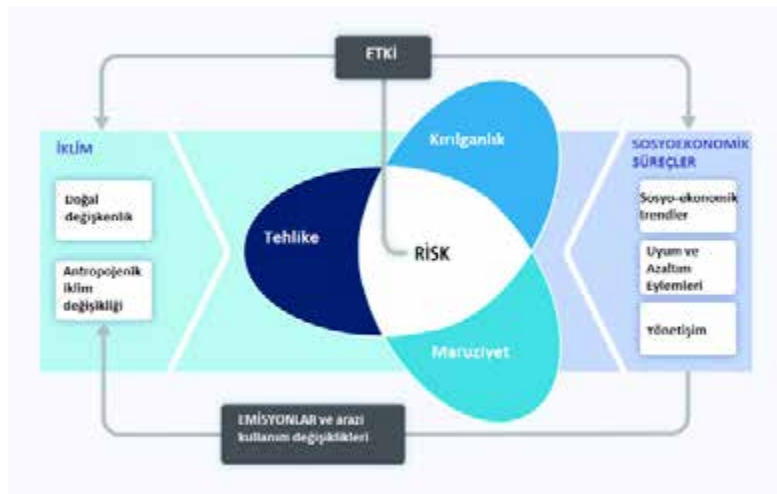 ETKİ
İKLİM
Doğal
değişkenlik
Antropojenik
iklim
değişikliği
Tehlike
Kırılganlık
RİSK
Maruziyet
SOSYOEKONOMİK
SÜREÇLER
Sosyo-ekonomik
trendler
Uyum ve
Azaltım
Eylemleri
Yönetişim
EMİSYONLAR ve arazi
kullanım değişiklikleri